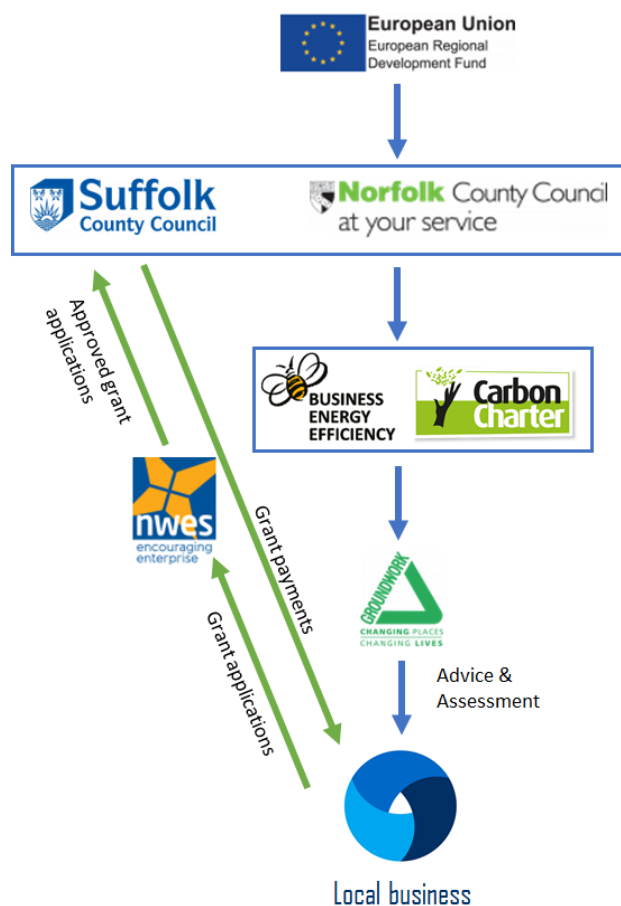 European Union
European Regional
Development Fund
Suffolk
County Council
Norfolk County Council
at your service
Approved grant
applications
BUSINESS
ENERGY
EFFICIENCY
Carbon
Charter
nwes
encouraging
enterprise
Grant payments
GROUNDWORK
CHANGING PLACES
CHANGING LIVES
Grant applications
Advice &
Assessment
Local business